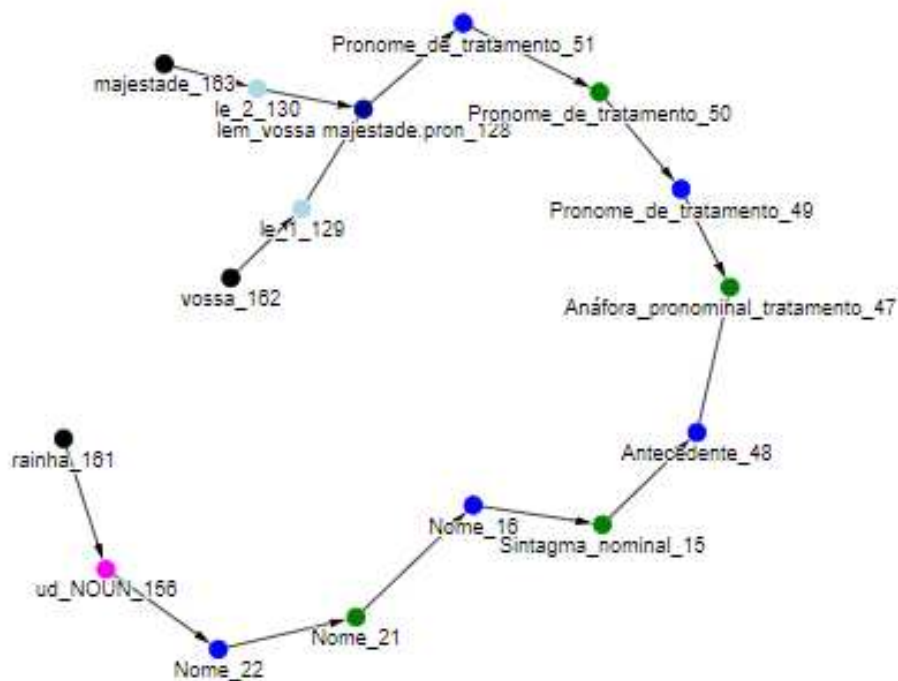 Pronome_de_tratamento_51
majestade_163
le_2_130
Pronome_de_tratamento_50
lem_vossa majestade.pron_128
Pronome_de_tratamento_49
le_1_129
vossa_162
Anáfora_pronominal_tratamento_47
rainha_161
Antecedente_48
Nome_16
Sintagma_nominal_15
ud_NOUN_156
Nome_21
Nome_22